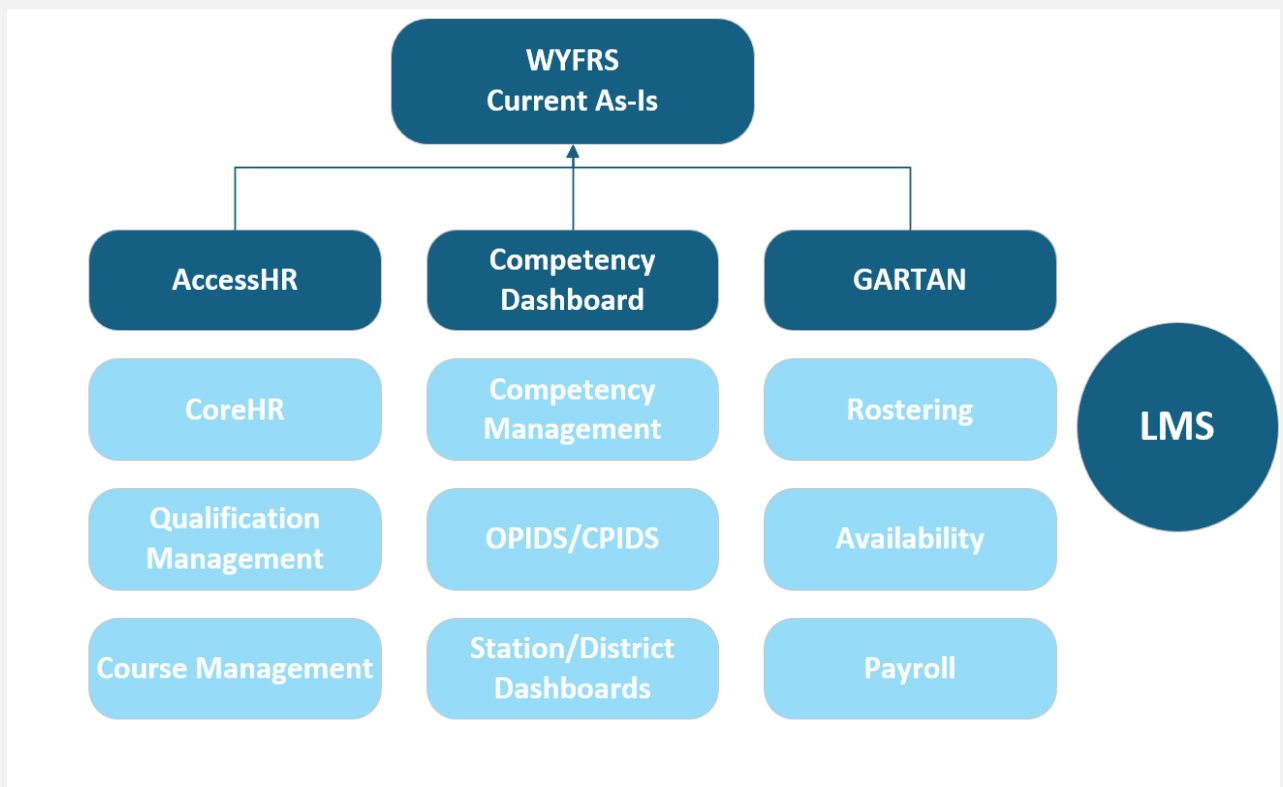 WYFRS
Current As-Is
AccessHR
Competency
Dashboard
GARTAN
CoreHR
Competency
Management
Rostering
LMS
Qualification
Management
OPIDS/CPIDS
Availability
Course Management
Station/District
Dashboards
Payroll